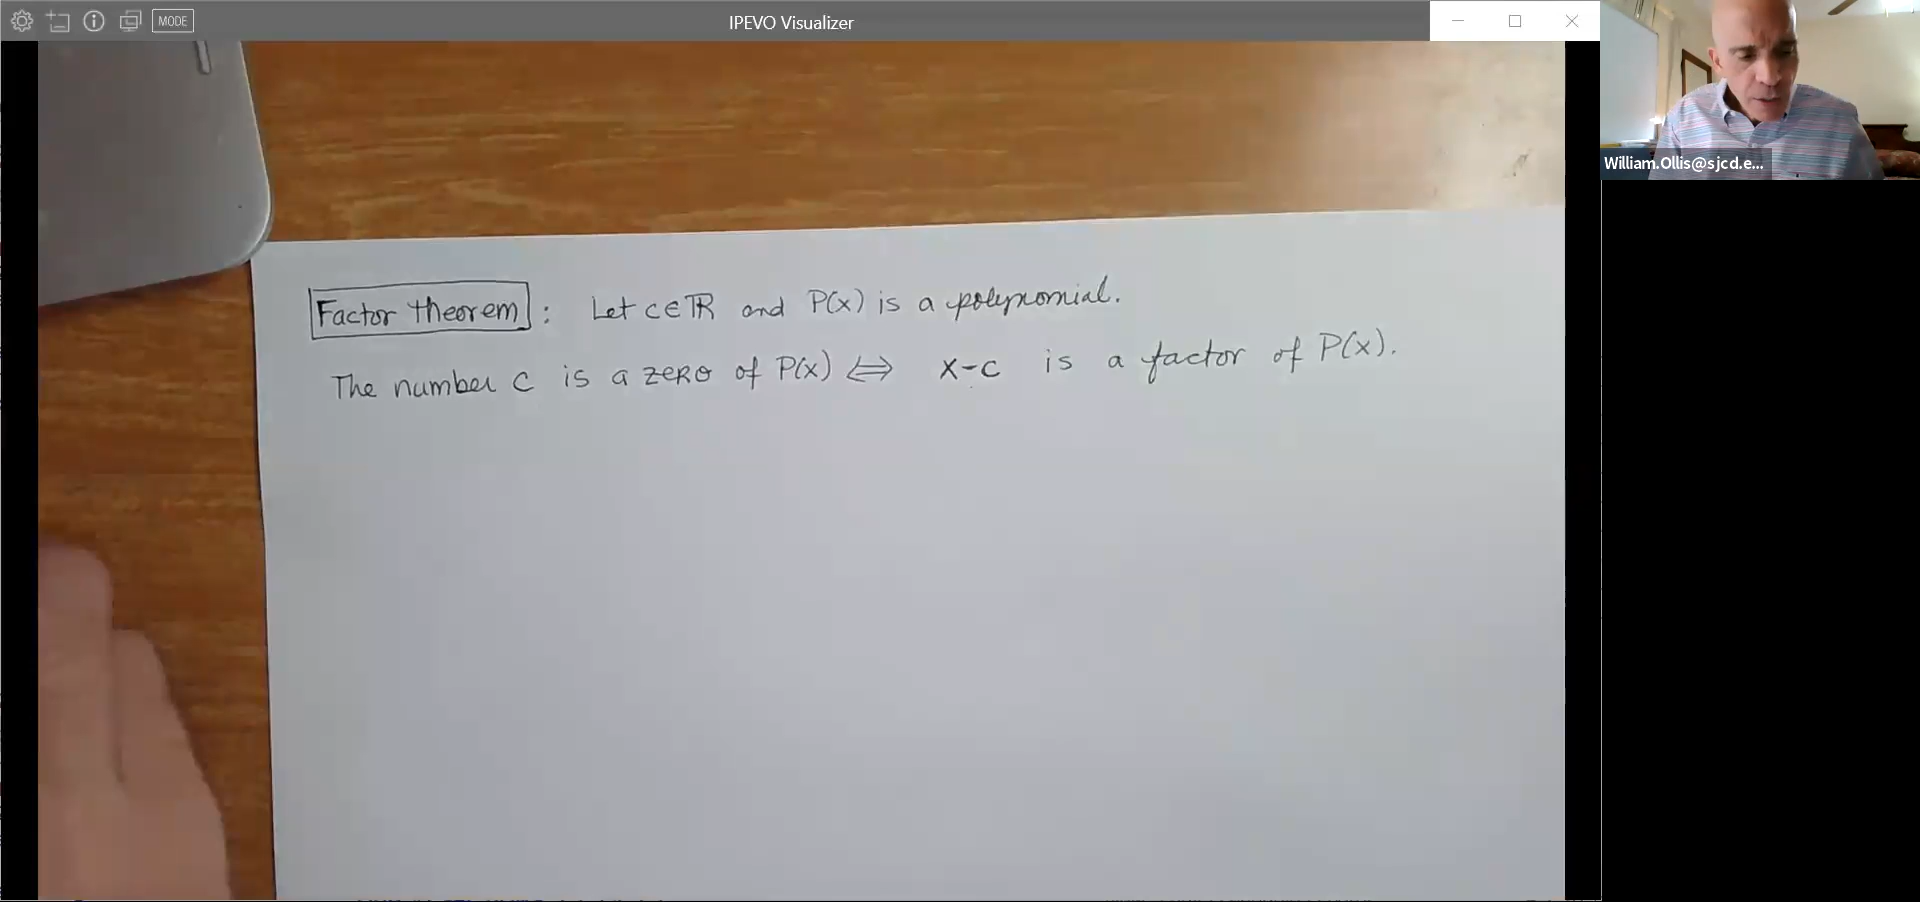 MODE
IPEVO Visualizer
William.Ollis@sjcd.e...
Factor theorem : Let c∈ℝ and P(x) is a polynomial.
The number c is a zero of P(x) ⇔ x-c is a factor of P(x).